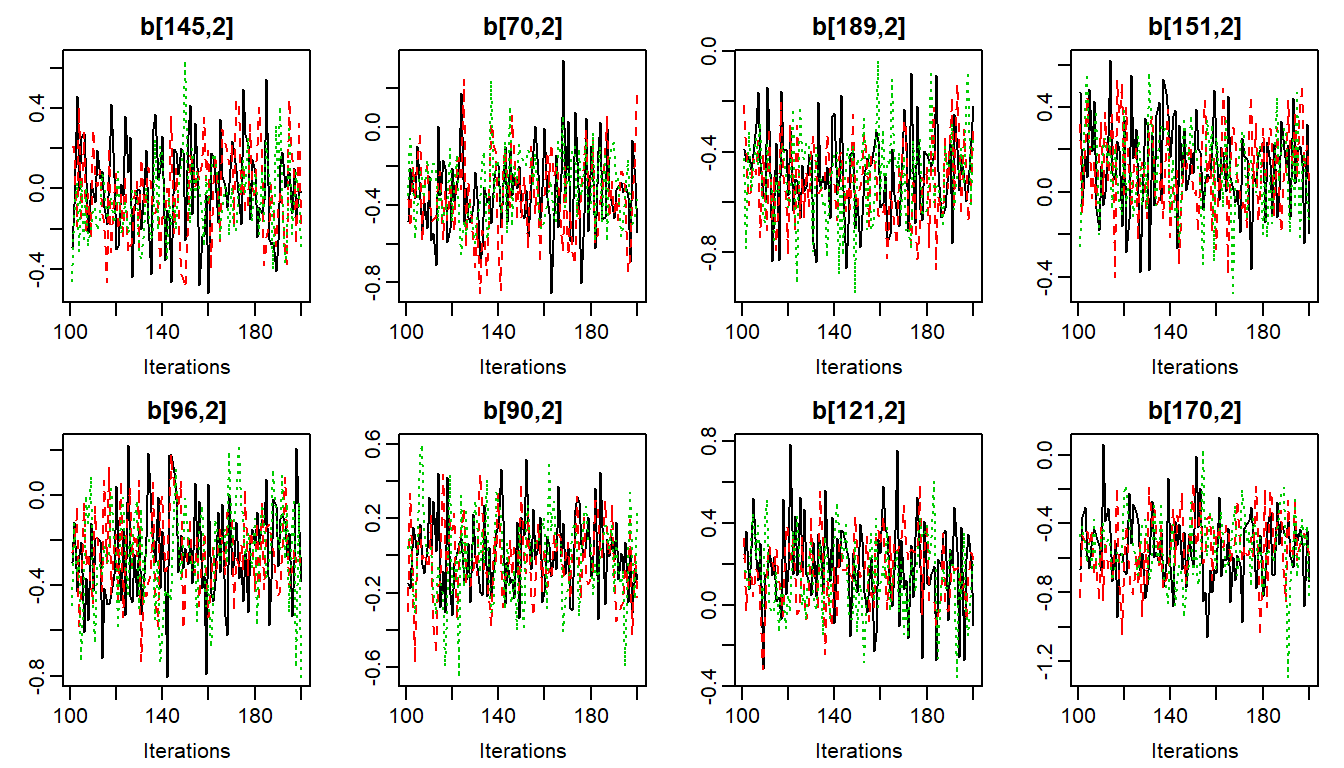 b[145,2] b[70,2] b[189,2] b[151,2]
0.4 0.0 -0.4
0.0 -0.4 -0.8
0.0 -0.4 -0.8
0.4 0.0 -0.4
100 140 180 100 140 180 100 140 180 100 140 180
Iterations Iterations Iterations Iterations
b[96,2] b[90,2] b[121,2] b[170,2]
0.0 -0.4 -0.8
0.6 0.2 -0.2 -0.6
0.8 0.4 0.0 -0.4
0.0 -0.4 -0.8 -1.2
100 140 180 100 140 180 100 140 180 100 140 180
Iterations Iterations Iterations Iterations